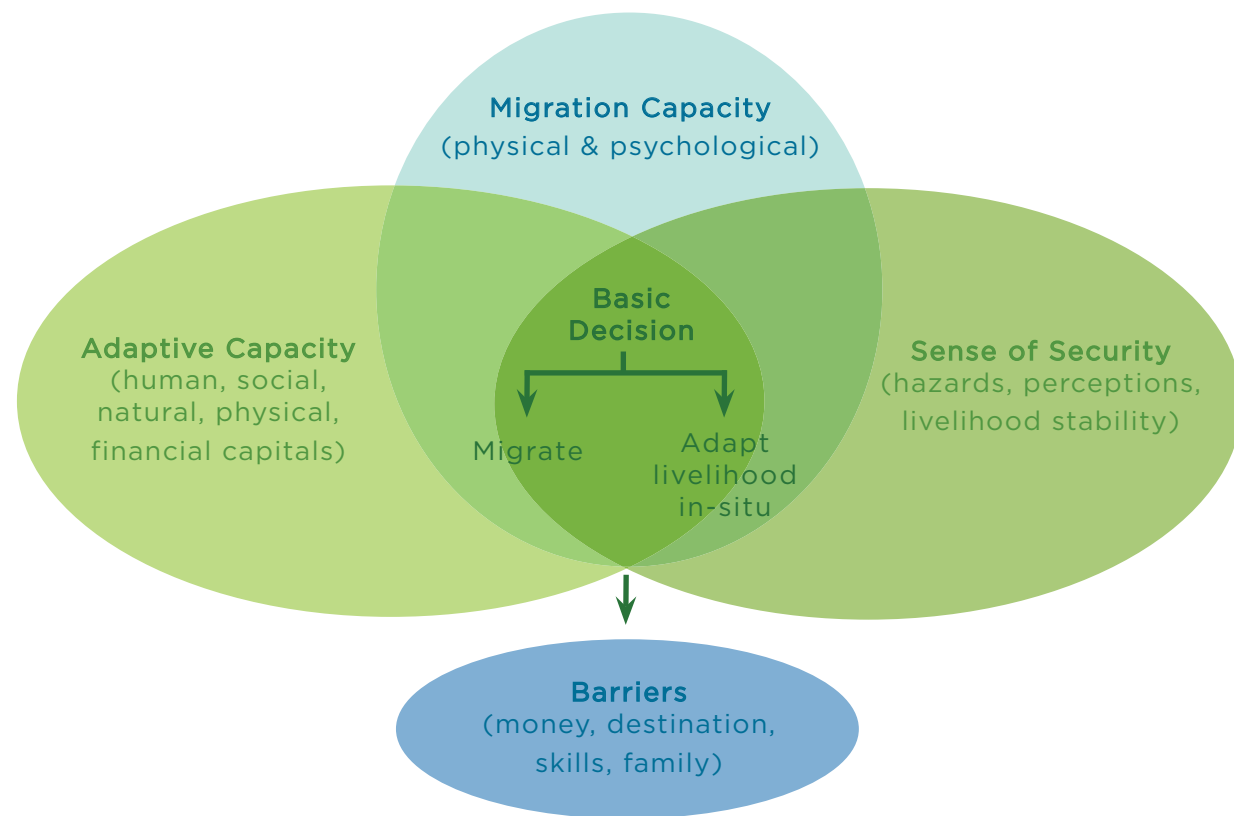 Migration Capacity
(physical & psychological)
Basic
Decision
Adaptive Capacity
(human, social,
natural, physical,
financial capitals)
Sense of Security
(hazards, perceptions,
livelihood stability)
Migrate
Adapt
livelihood
in-situ
Barriers
(money, destination,
skills, family)